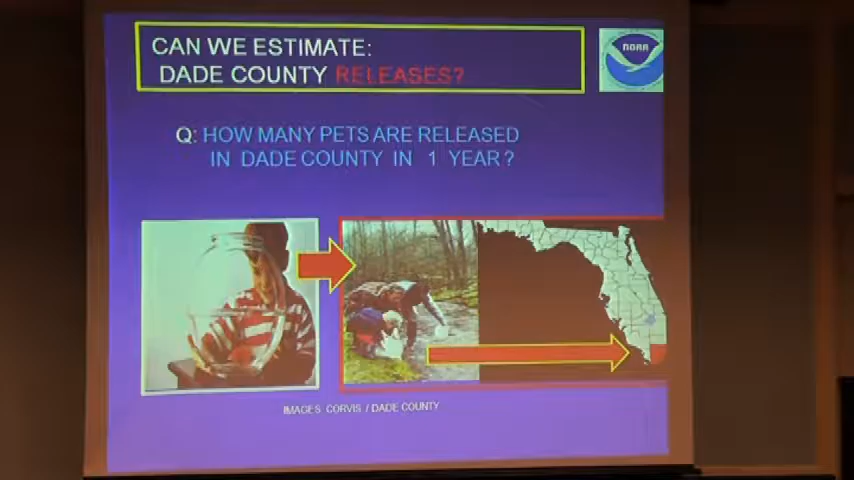 CAN WE ESTIMATE:
DADE COUNTY RELEASES?
NOAA
Q: HOW MANY PETS ARE RELEASED
IN DADE COUNTY IN 1 YEAR?
IMAGES CORVIS / DADE COUNTY